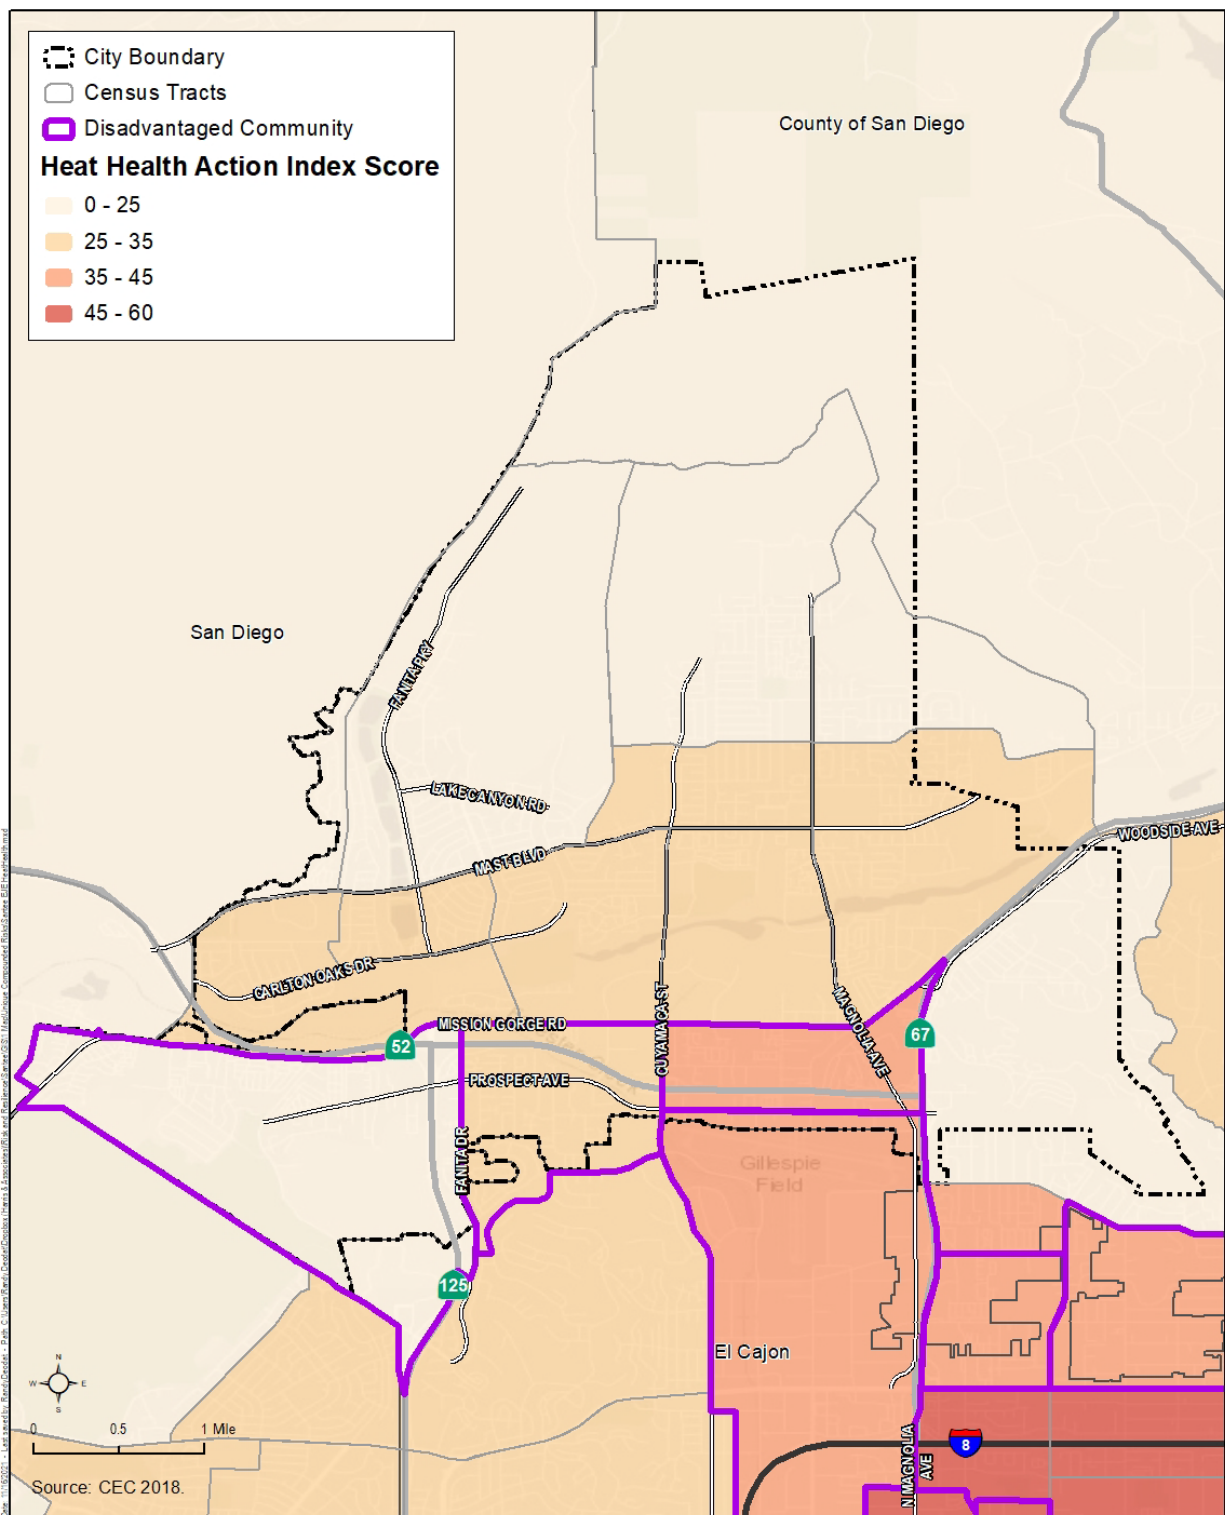 City Boundary
Census Tracts
Disadvantaged Community
Heat Health Action Index Score
0 - 25
25 - 35
35 - 45
45 - 60
County of San Diego
San Diego
FANITA PKY
LAKE CANYON RD
WOODSIDE AVE
MAST BLVD
CARLTON OAKS DR
CUYAMACA ST
MAGNOLIA AVE
MISSION GORGE RD
67
52
PROSPECT AVE
FANITA DR
Gillespie
Field
125
El Cajon
N
W E
S
0 0.5 1 Mile
N MAGNOLIA
AVE
8
Source: CEC 2018.